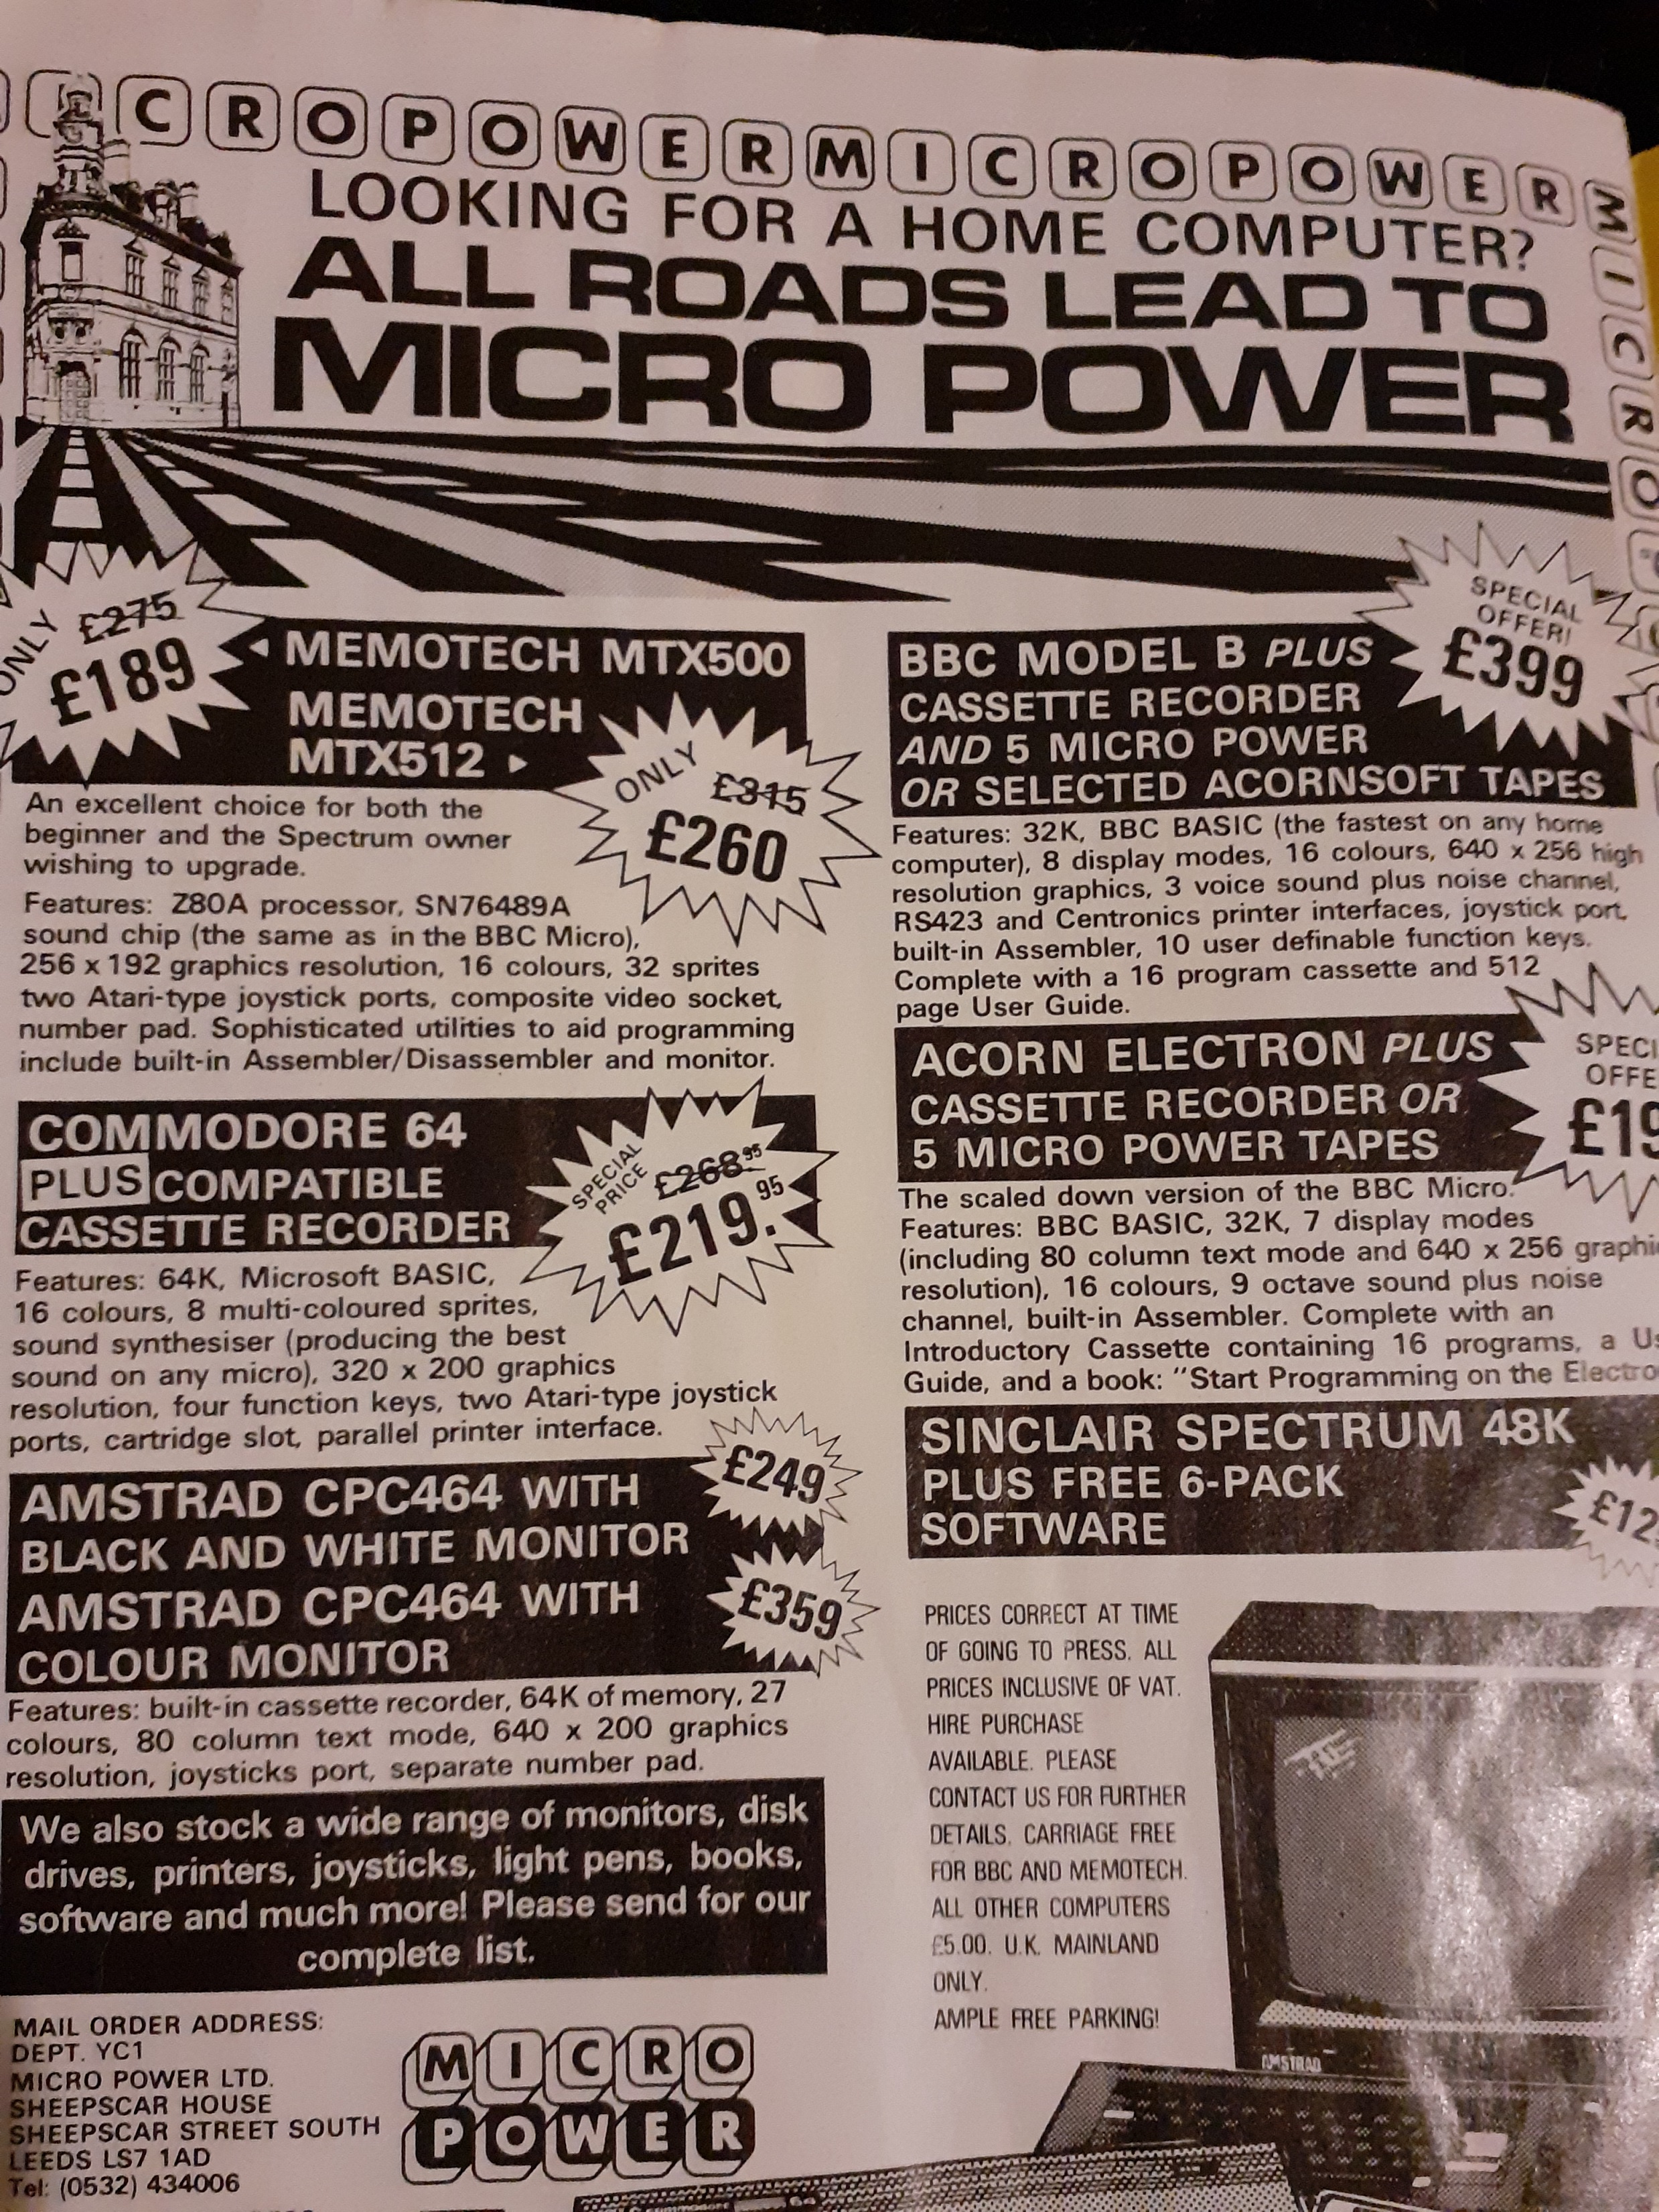 CROPOWERMICROPOWER
MICRO
LOOKING FOR A HOME COMPUTER?
ALL ROADS LEAD TO
MICRO POWER
ONLY £275
£189
MEMOTECH MTX500
MEMOTECH
MTX512
ONLY £315
£260
An excellent choice for both the
beginner and the Spectrum owner
wishing to upgrade.
Features: Z80A processor, SN76489A
sound chip (the same as in the BBC Micro),
256 x 192 graphics resolution, 16 colours, 32 sprites
two Atari-type joystick ports, composite video socket,
number pad. Sophisticated utilities to aid programming
include built-in Assembler/Disassembler and monitor.
COMMODORE 64
PLUS COMPATIBLE
CASSETTE RECORDER
SPECIAL
PRICE
£268.95
£219.95
Features: 64K, Microsoft BASIC,
16 colours, 8 multi-coloured sprites,
sound synthesiser (producing the best
sound on any micro), 320 x 200 graphics
resolution, four function keys, two Atari-type joystick
ports, cartridge slot, parallel printer interface.
AMSTRAD CPC464 WITH
BLACK AND WHITE MONITOR
£249
AMSTRAD CPC464 WITH
COLOUR MONITOR
£359
Features: built-in cassette recorder, 64K of memory, 27
colours, 80 column text mode, 640 x 200 graphics
resolution, joysticks port, separate number pad.
We also stock a wide range of monitors, disk
drives, printers, joysticks, light pens, books,
software and much more! Please send for our
complete list.
MAIL ORDER ADDRESS:
DEPT. YC1
MICRO POWER LTD.
SHEEPSCAR HOUSE
SHEEPSCAR STREET SOUTH
LEEDS LS7 1AD
Tel: (0532) 434006
MICRO
POWER
BBC MODEL B PLUS
CASSETTE RECORDER
AND 5 MICRO POWER
OR SELECTED ACORNSOFT TAPES
SPECIAL
OFFER!
£399
Features: 32K, BBC BASIC (the fastest on any home
computer), 8 display modes, 16 colours, 640 x 256 high
resolution graphics, 3 voice sound plus noise channel,
RS423 and Centronics printer interfaces, joystick port,
built-in Assembler, 10 user definable function keys.
Complete with a 16 program cassette and 512
page User Guide.
ACORN ELECTRON PLUS
CASSETTE RECORDER OR
5 MICRO POWER TAPES
SPECI
OFFE
£19
The scaled down version of the BBC Micro.
Features: BBC BASIC, 32K, 7 display modes
(including 80 column text mode and 640 x 256 graphi
resolution), 16 colours, 9 octave sound plus noise
channel, built-in Assembler. Complete with an
Introductory Cassette containing 16 programs, a Us
Guide, and a book: "Start Programming on the Electro
SINCLAIR SPECTRUM 48K
PLUS FREE 6-PACK
SOFTWARE
£12
PRICES CORRECT AT TIME
OF GOING TO PRESS. ALL
PRICES INCLUSIVE OF VAT.
HIRE PURCHASE
AVAILABLE. PLEASE
CONTACT US FOR FURTHER
DETAILS. CARRIAGE FREE
FOR BBC AND MEMOTECH.
ALL OTHER COMPUTERS
£5.00. U.K. MAINLAND
ONLY.
AMPLE FREE PARKING!
AMSTRAD